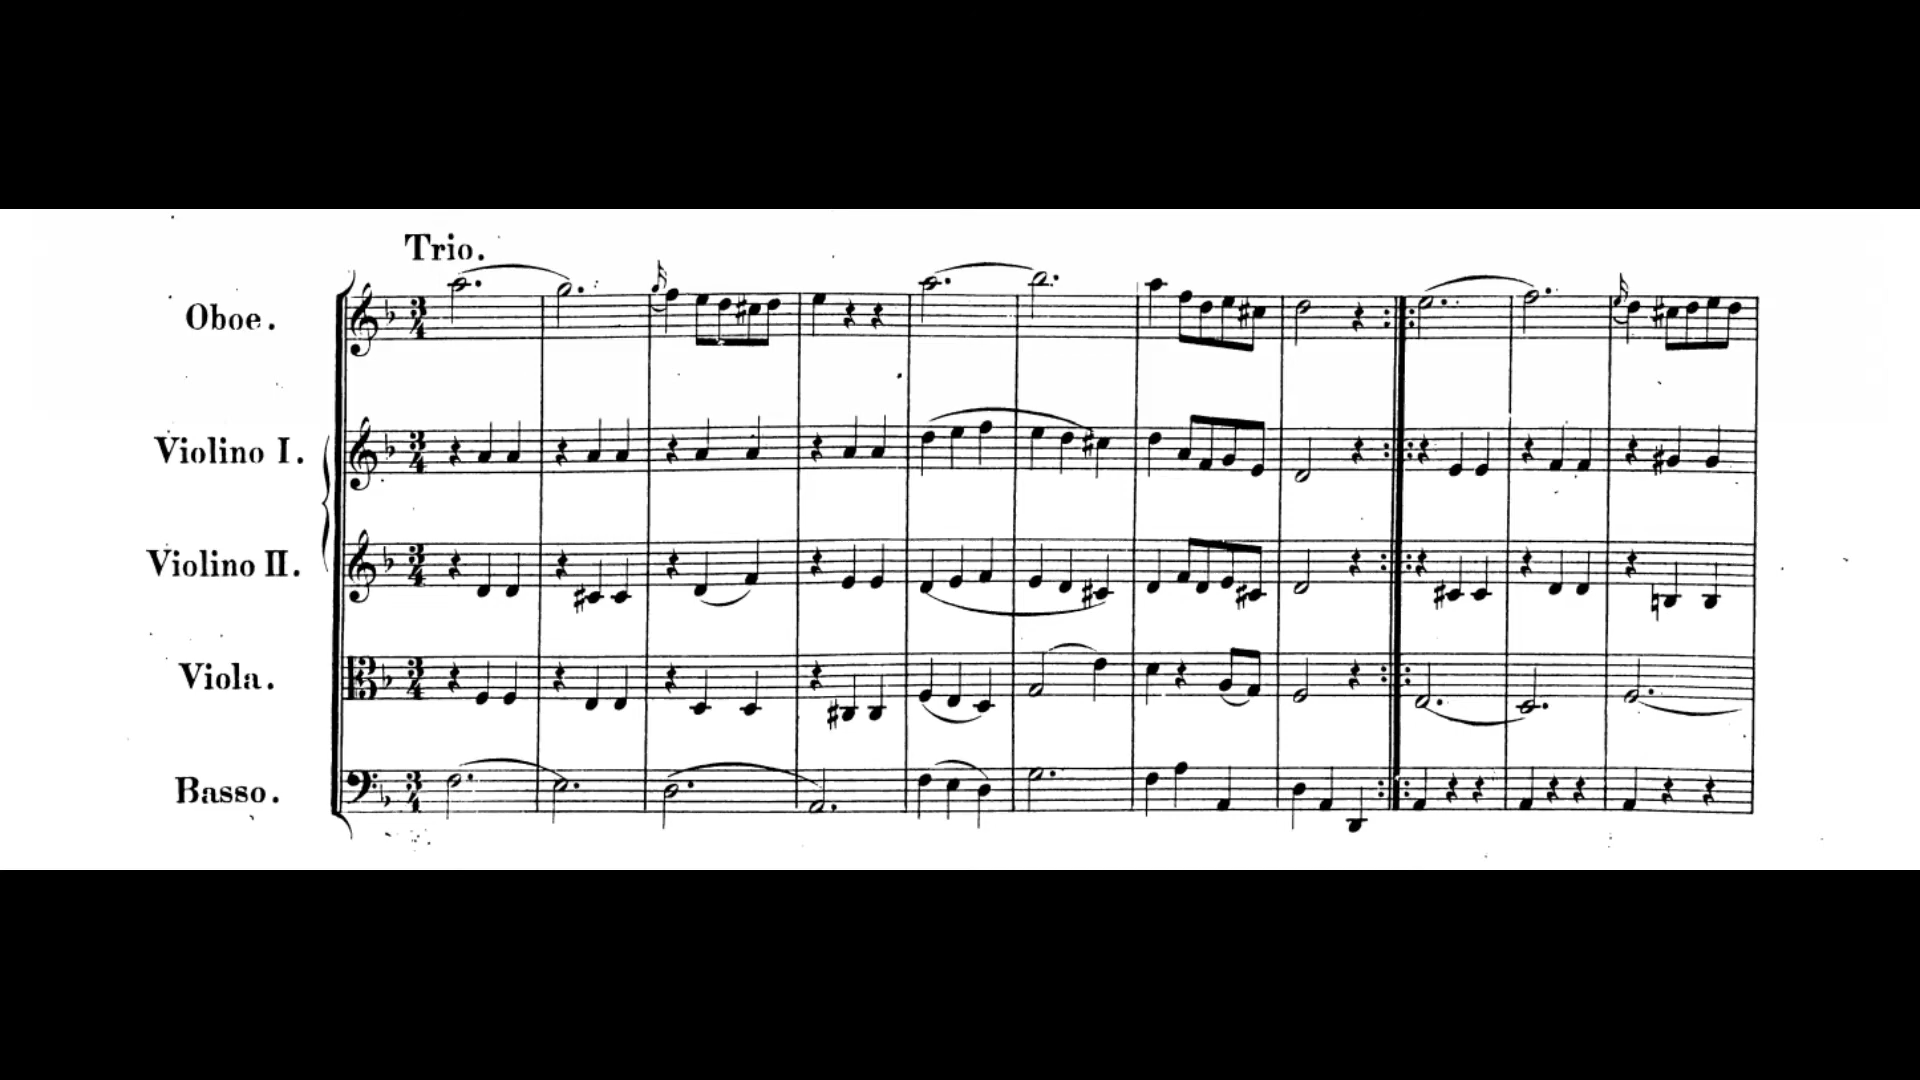 Trio.
Oboe.
Violino I.
Violino II.
Viola.
Basso.